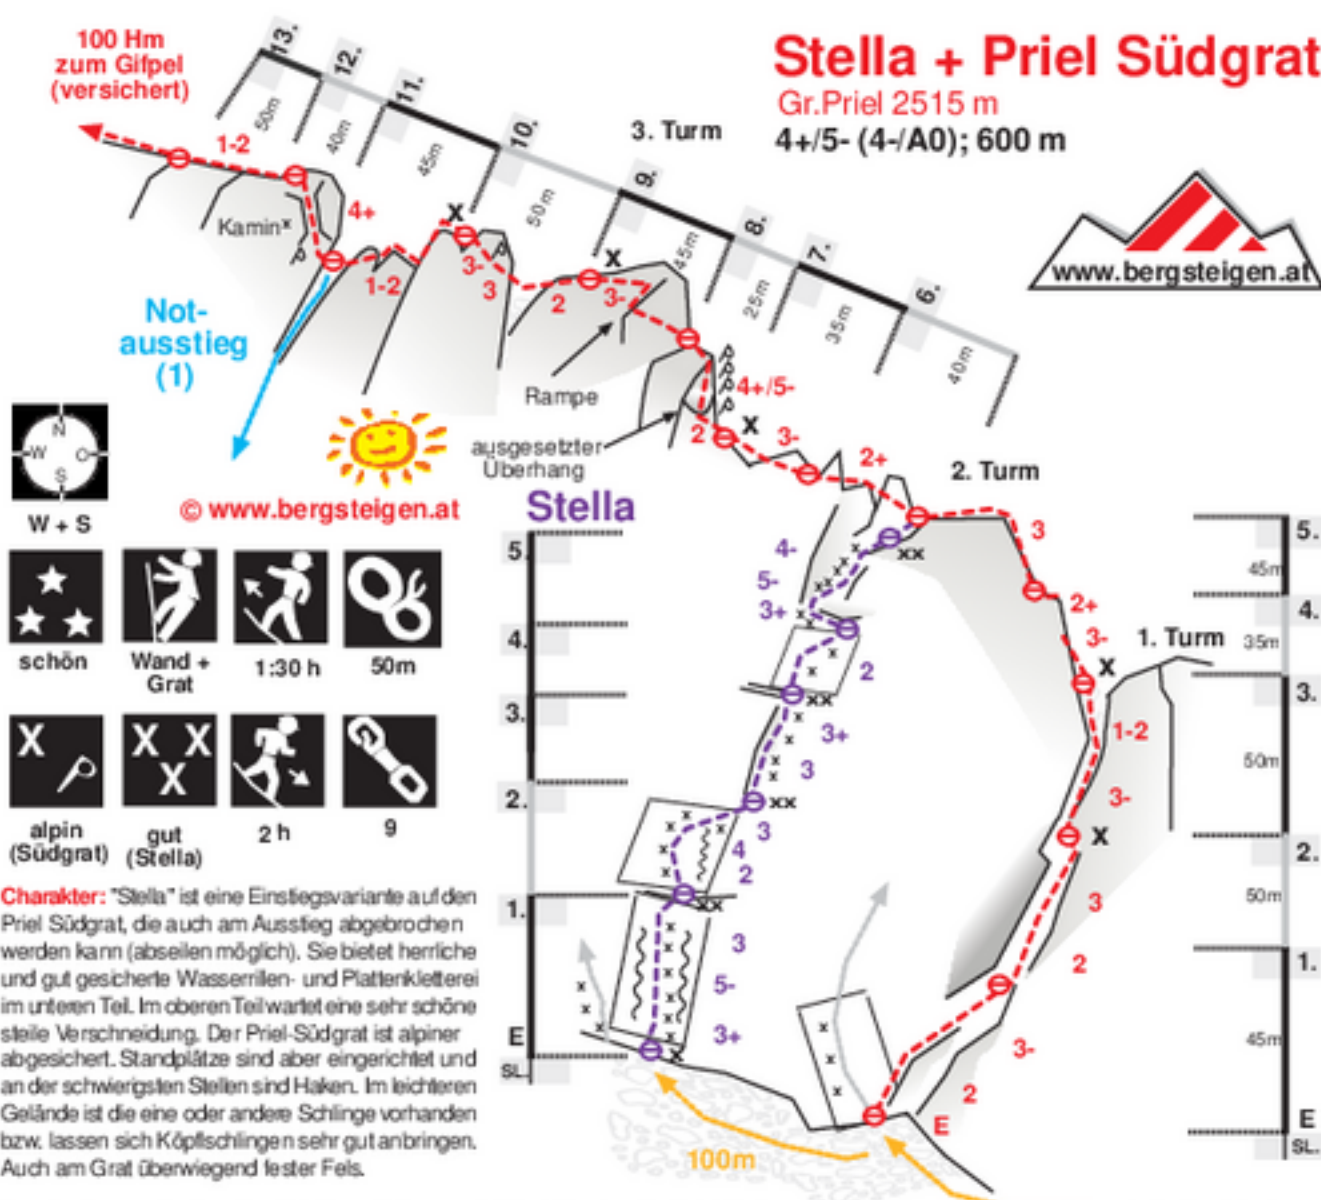 100 Hm
zum Gifpel
(versichert)
13.
12.
11.
10.
9.
8.
7.
6.
50m
40m
45m
50m
45m
25m
35m
40m
3. Turm
Stella + Priel Südgrat
Gr.Priel 2515 m
4+/5- (4-/A0); 600 m
www.bergsteigen.at
1-2
Kamin x
4+
1-2
X
3-
3
2
X
3-
Rampe
4+/5-
2
X
3-
ausgesetzter
Überhang
2+
2. Turm
Not-
ausstieg
(1)
N
W
O
S
W + S
© www.bergsteigen.at
schön
Wand +
Grat
1:30 h
50m
X
X X
X
alpin
(Südgrat)
gut
(Stella)
2 h
9
Stella
5.
4.
3.
2.
1.
E
SL.
4-
5-
3+
xx
2
xx
3+
3
xx
3
4
2
xx
3
5-
3+
x
3
2+
3-
1. Turm
X
1-2
3-
X
3
2
3-
2
E
100m
5.
45m
4.
35m
3.
50m
2.
50m
1.
45m
E
SL.
Charakter: "Stella" ist eine Einstiegsvariante auf den
Priel Südgrat, die auch am Ausstieg abgebrochen
werden kann (abseilen möglich). Sie bietet herrliche
und gut gesicherte Wasserrillen- und Plattenkletterei
im unteren Teil. Im oberen Teil wartet eine sehr schöne
steile Verschneidung. Der Priel-Südgrat ist alpiner
abgesichert. Standplätze sind aber eingerichtet und
an der schwierigsten Stellen sind Haken. Im leichteren
Gelände ist die eine oder andere Schlinge vorhanden
bzw. lassen sich Köpflschlingen sehr gut anbringen.
Auch am Grat überwiegend fester Fels.